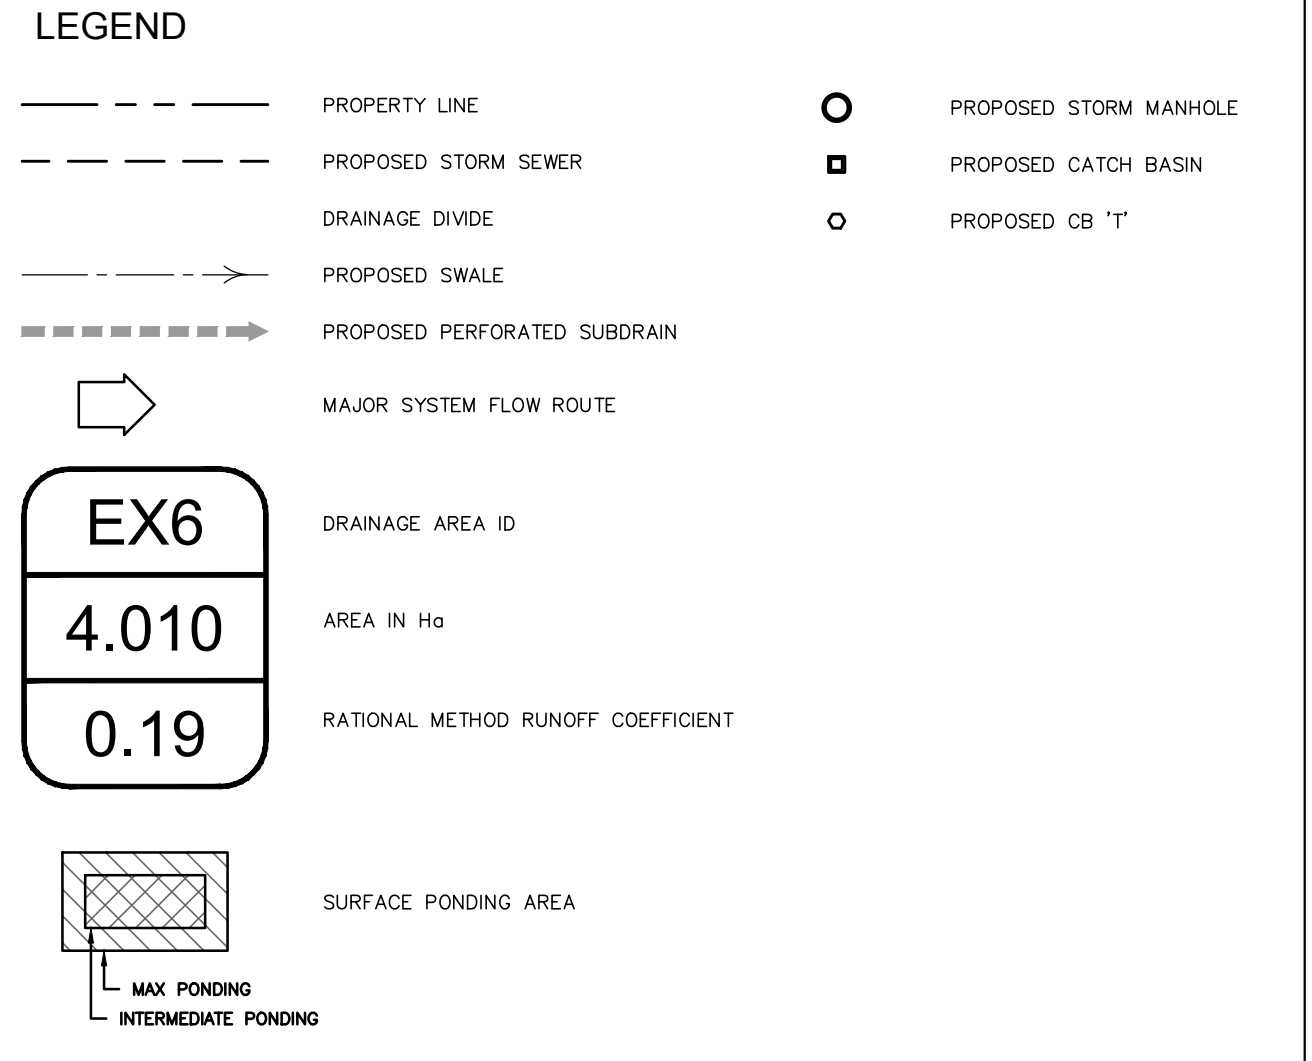 LEGEND
PROPERTY LINE
PROPOSED STORM SEWER
DRAINAGE DIVIDE
PROPOSED SWALE
PROPOSED PERFORATED SUBDRAIN
MAJOR SYSTEM FLOW ROUTE
EX6
DRAINAGE AREA ID
4.010
AREA IN Ha
0.19
RATIONAL METHOD RUNOFF COEFFICIENT
SURFACE PONDING AREA
MAX PONDING
INTERMEDIATE PONDING
PROPOSED STORM MANHOLE
PROPOSED CATCH BASIN
PROPOSED CB 'T'